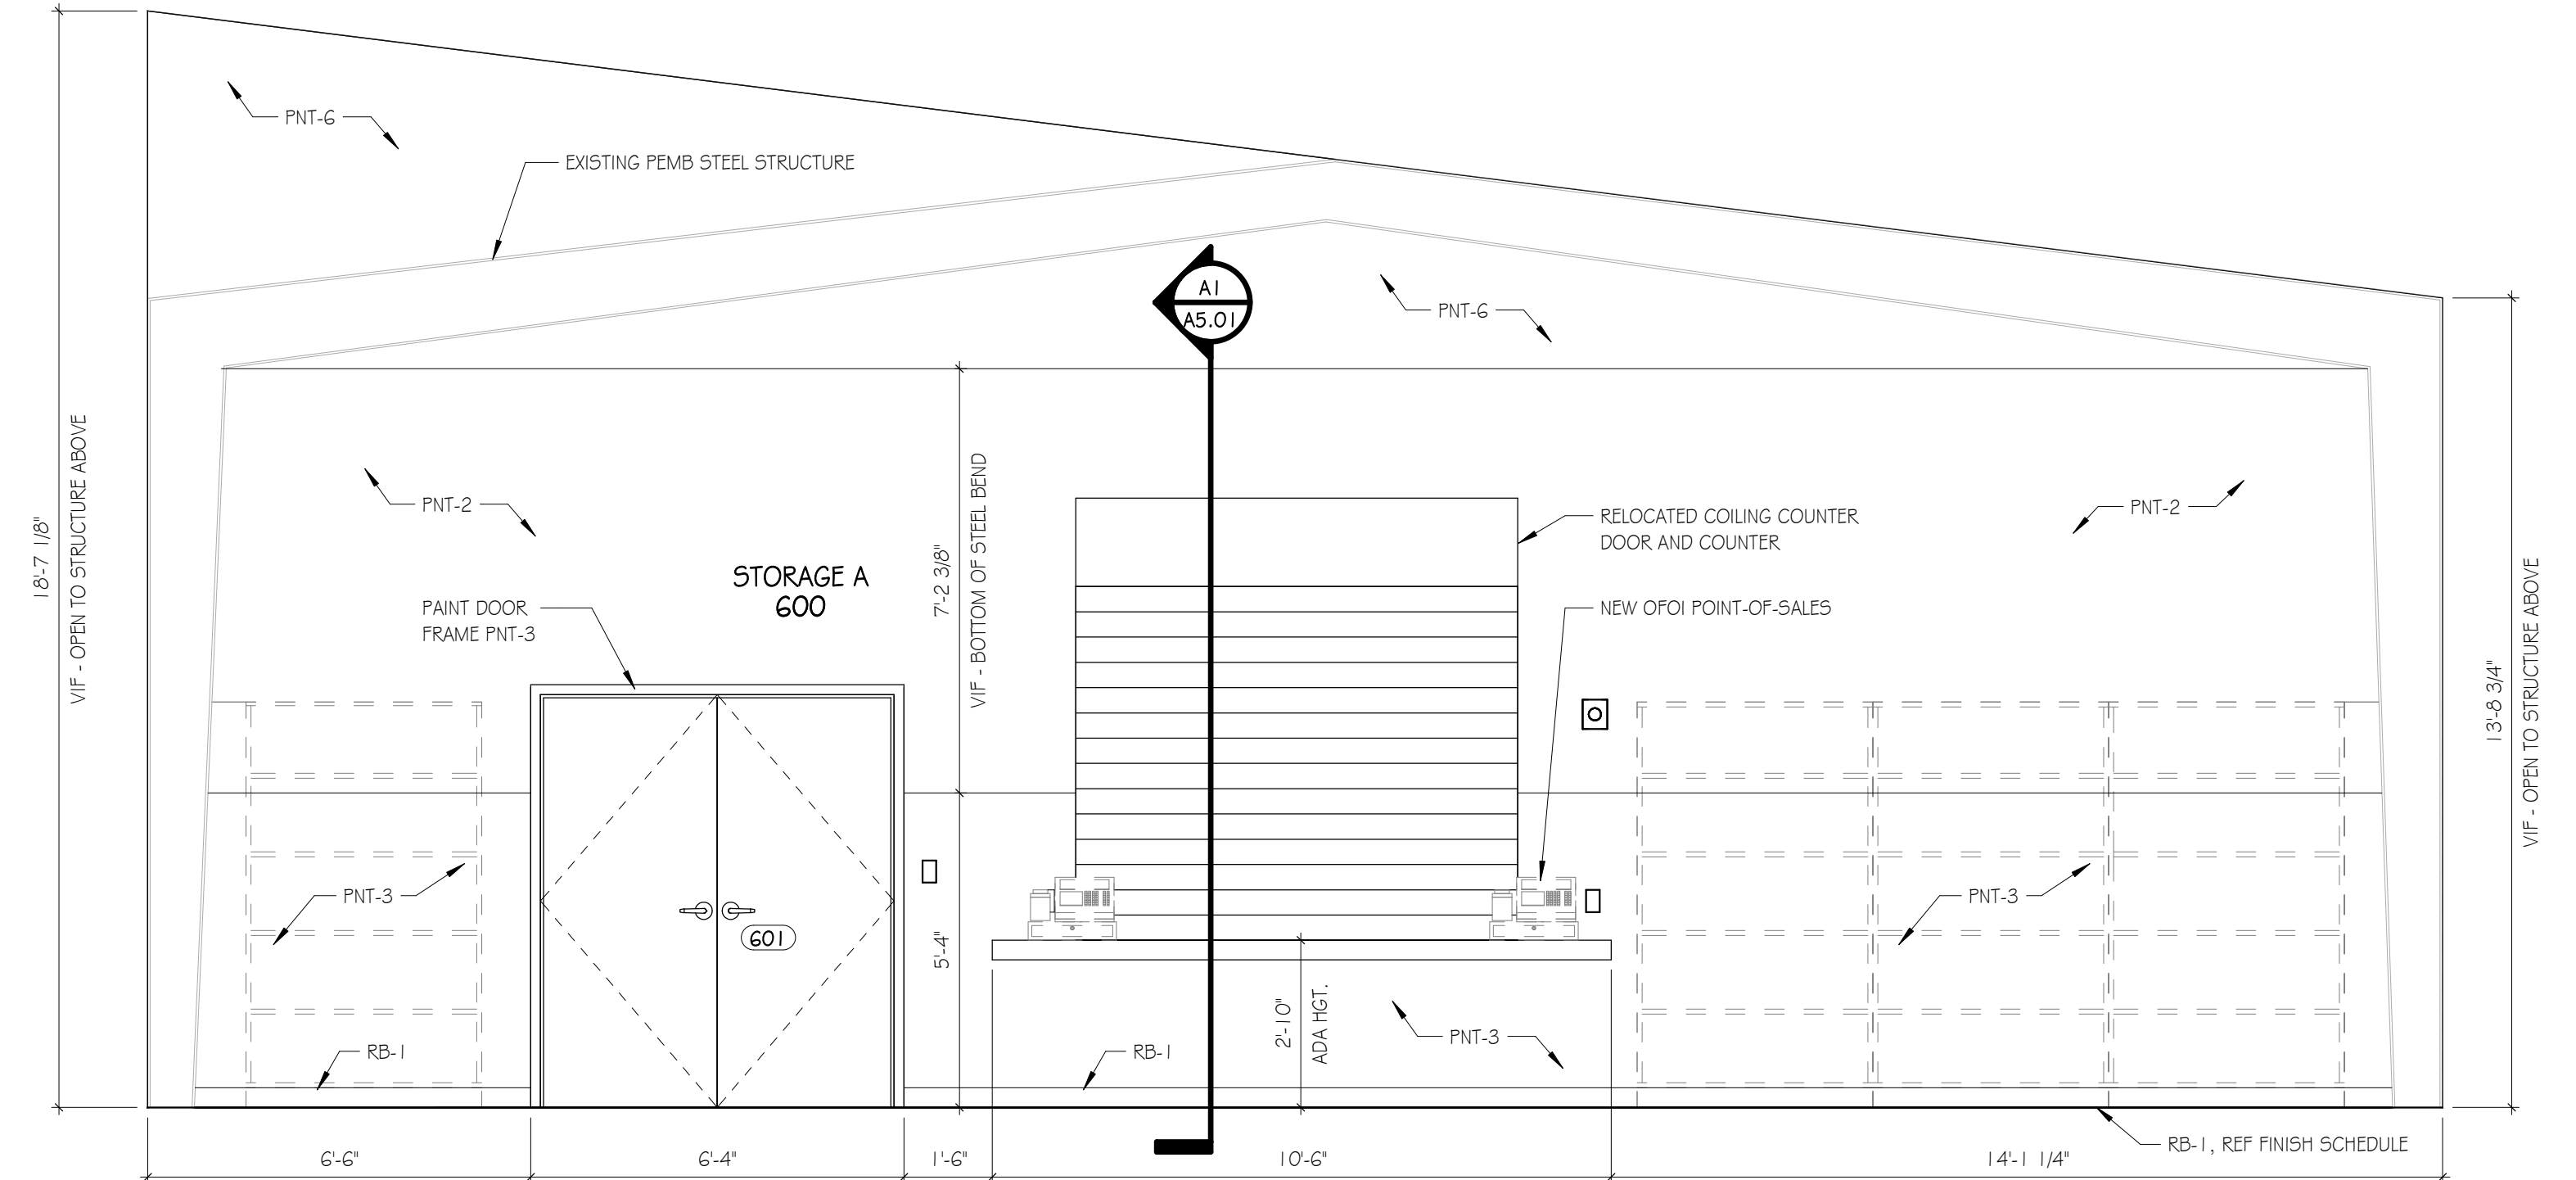 PNT-6
EXISTING PEMB STEEL STRUCTURE
A1
A5.01
PNT-6
18'-7 1/8"
VIF - OPEN TO STRUCTURE ABOVE
PNT-2
7'-2 3/8"
VIF - BOTTOM OF STEEL BEND
RELOCATED COILING COUNTER
DOOR AND COUNTER
PNT-2
STORAGE A
600
PAINT DOOR
FRAME PNT-3
NEW OFOI POINT-OF-SALES
13'-8 3/4"
VIF - OPEN TO STRUCTURE ABOVE
PNT-3
601
5'-4"
PNT-3
2'-10"
ADA HGT.
PNT-3
RB-1
RB-1
RB-1, REF FINISH SCHEDULE
6'-6"
6'-4"
1'-6"
10'-6"
14'-1 1/4"